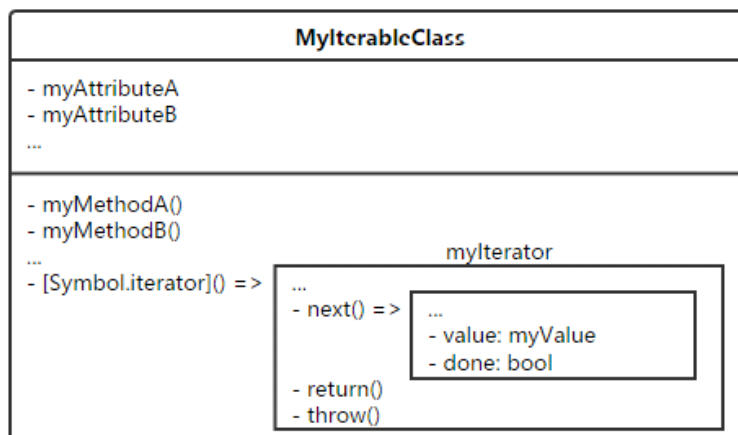 MyIterableClass
- myAttributeA
- myAttributeB
...
- myMethodA()
- myMethodB()
...
myIterator
- [Symbol.iterator]() =>
...
- next() =>
...
- value: myValue
- done: bool
- return()
- throw()